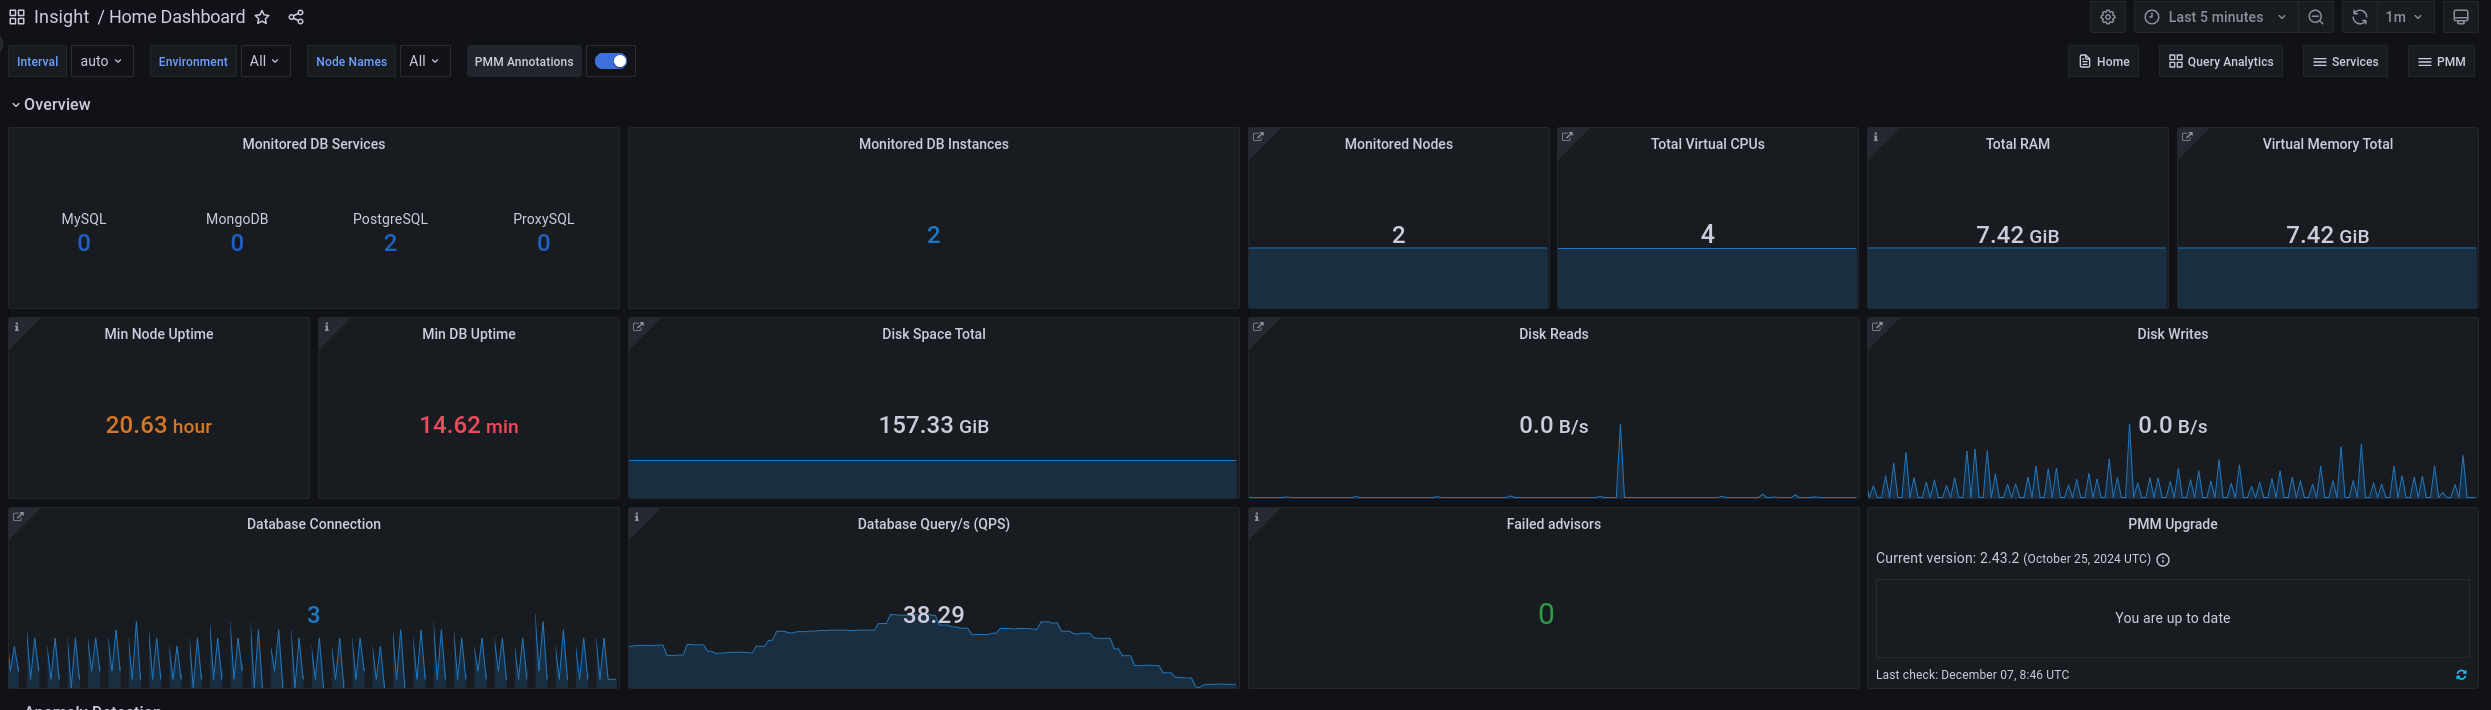 Insight / Home Dashboard
Last 5 minutes
1m
Interval auto Environment All Node Names All PMM Annotations
Home Query Analytics Services PMM
Overview
Monitored DB Services
MySQL MongoDB PostgreSQL ProxySQL
0 0 2 0
Monitored DB Instances
2
Monitored Nodes
2
Total Virtual CPUs
4
Total RAM
7.42 GiB
Virtual Memory Total
7.42 GiB
Min Node Uptime
20.63 hour
Min DB Uptime
14.62 min
Disk Space Total
157.33 GiB
Disk Reads
0.0 B/s
Disk Writes
0.0 B/s
Database Connection
3
Database Query/s (QPS)
38.29
Failed advisors
0
PMM Upgrade
Current version: 2.43.2 (October 25, 2024 UTC)
You are up to date
Last check: December 07, 8:46 UTC
Anomaly Detection